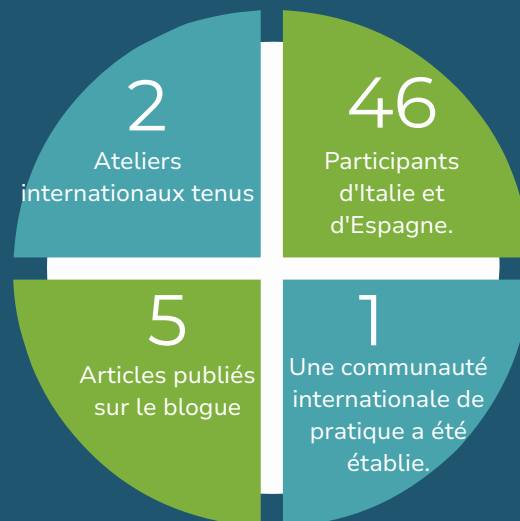 2
Ateliers
internationaux tenus
46
Participants
d'Italie et
d'Espagne.
5
Articles publiés
sur le blogue
1
Une communauté
internationale de
pratique a été
établie.